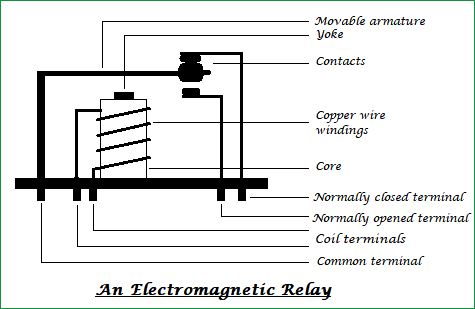 Movable armature
Yoke
Contacts
Copper wire
windings
Core
Normally closed terminal
Normally opened terminal
Coil terminals
Common terminal
An Electromagnetic Relay